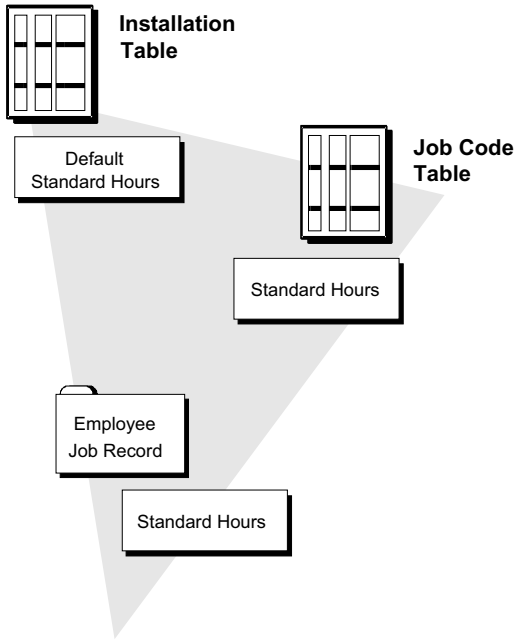 Installation
Table
Default
Standard Hours
Job Code
Table
Standard Hours
Employee
Job Record
Standard Hours